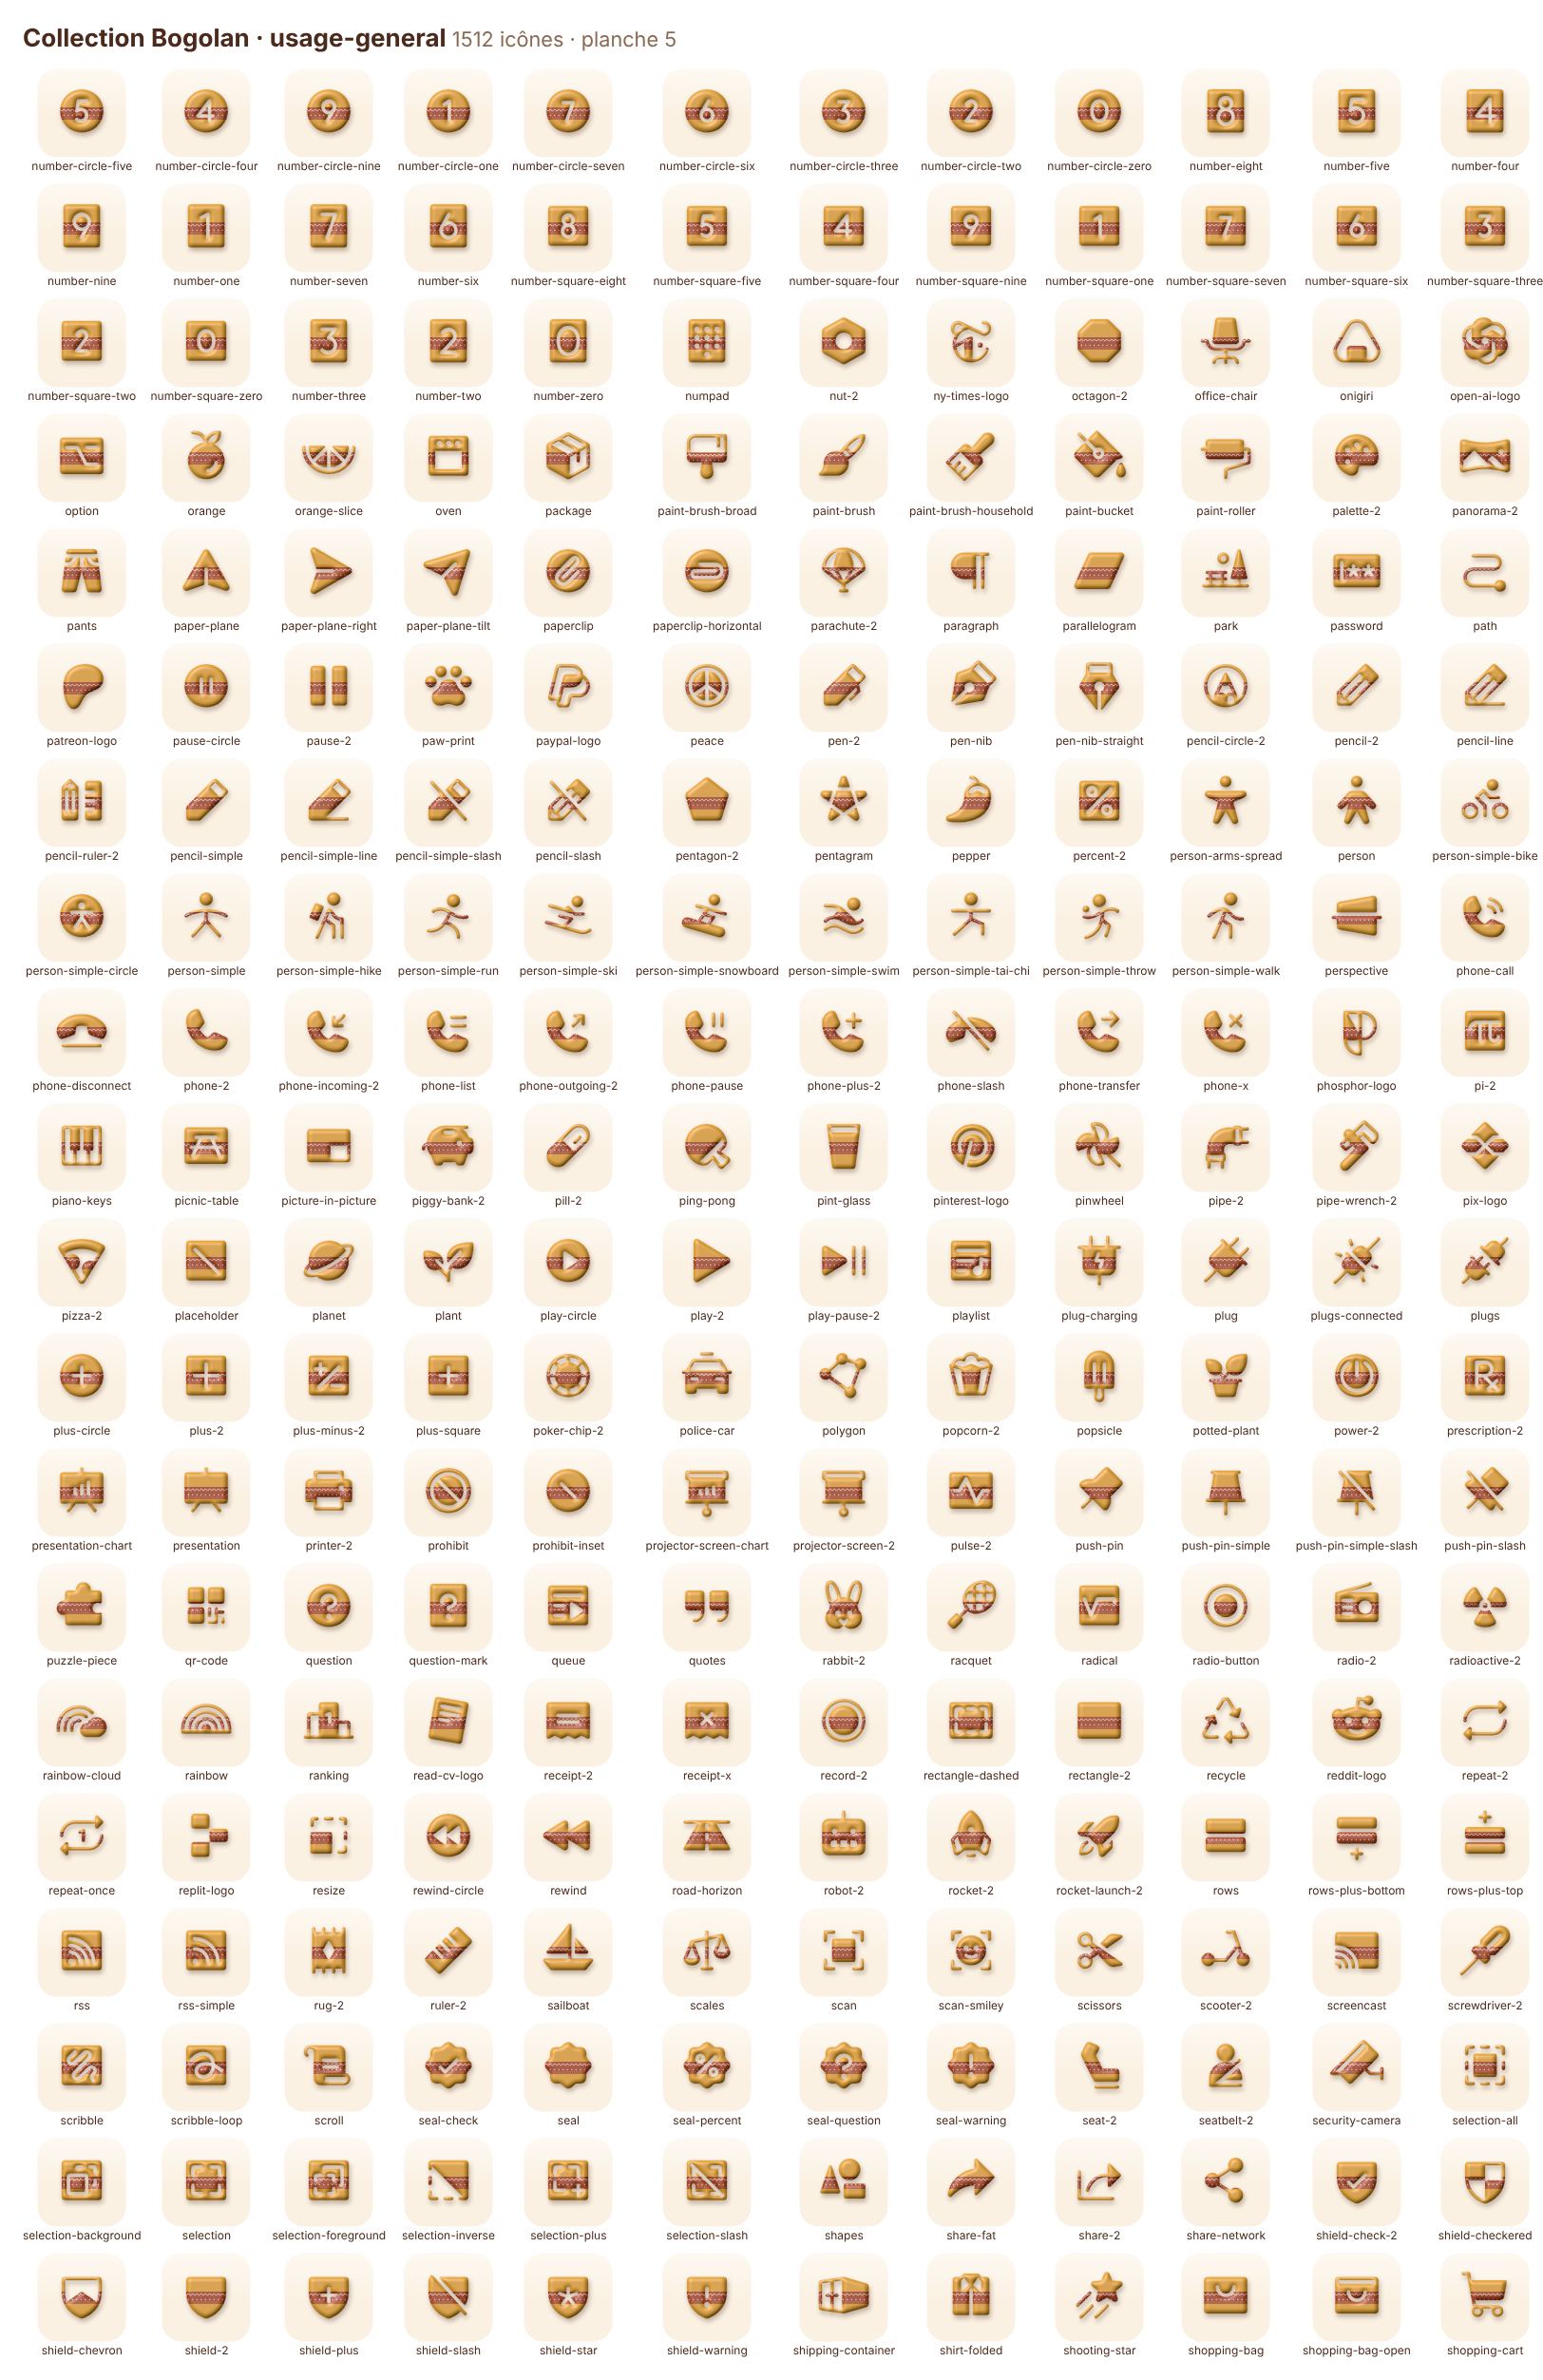 Collection Bogolan · usage-general 1512 icônes · planche 5
number-circle-five number-circle-four number-circle-nine number-circle-one number-circle-seven number-circle-six number-circle-three number-circle-two number-circle-zero number-eight number-five number-four
number-nine number-one number-seven number-six number-square-eight number-square-five number-square-four number-square-nine number-square-one number-square-seven number-square-six number-square-three
number-square-two number-square-zero number-three number-two number-zero numpad nut-2 ny-times-logo octagon-2 office-chair onigiri open-ai-logo
option orange orange-slice oven package paint-brush-broad paint-brush paint-brush-household paint-bucket paint-roller palette-2 panorama-2
pants paper-plane paper-plane-right paper-plane-tilt paperclip paperclip-horizontal parachute-2 paragraph parallelogram park password path
patreon-logo pause-circle pause-2 paw-print paypal-logo peace pen-2 pen-nib pen-nib-straight pencil-circle-2 pencil-2 pencil-line
pencil-ruler-2 pencil-simple pencil-simple-line pencil-simple-slash pencil-slash pentagon-2 pentagram pepper percent-2 person-arms-spread person person-simple-bike
person-simple-circle person-simple person-simple-hike person-simple-run person-simple-ski person-simple-snowboard person-simple-swim person-simple-tai-chi person-simple-throw person-simple-walk perspective phone-call
phone-disconnect phone-2 phone-incoming-2 phone-list phone-outgoing-2 phone-pause phone-plus-2 phone-slash phone-transfer phone-x phosphor-logo pi-2
piano-keys picnic-table picture-in-picture piggy-bank-2 pill-2 ping-pong pint-glass pinterest-logo pinwheel pipe-2 pipe-wrench-2 pix-logo
pizza-2 placeholder planet plant play-circle play-2 play-pause-2 playlist plug-charging plug plugs-connected plugs
plus-circle plus-2 plus-minus-2 plus-square poker-chip-2 police-car polygon popcorn-2 popsicle potted-plant power-2 prescription-2
presentation-chart presentation printer-2 prohibit prohibit-inset projector-screen-chart projector-screen-2 pulse-2 push-pin push-pin-simple push-pin-simple-slash push-pin-slash
puzzle-piece qr-code question question-mark queue quotes rabbit-2 racquet radical radio-button radio-2 radioactive-2
rainbow-cloud rainbow ranking read-cv-logo receipt-2 receipt-x record-2 rectangle-dashed rectangle-2 recycle reddit-logo repeat-2
repeat-once replit-logo resize rewind-circle rewind road-horizon robot-2 rocket-2 rocket-launch-2 rows rows-plus-bottom rows-plus-top
rss rss-simple rug-2 ruler-2 sailboat scales scan scan-smiley scissors scooter-2 screencast screwdriver-2
scribble scribble-loop scroll seal-check seal seal-percent seal-question seal-warning seat-2 seatbelt-2 security-camera selection-all
selection-background selection selection-foreground selection-inverse selection-plus selection-slash shapes share-fat share-2 share-network shield-check-2 shield-checkered
shield-chevron shield-2 shield-plus shield-slash shield-star shield-warning shipping-container shirt-folded shooting-star shopping-bag shopping-bag-open shopping-cart